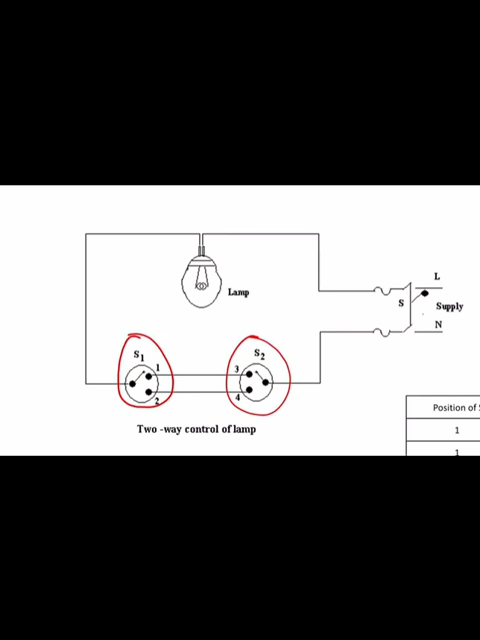 Lamp
L
S
Supply
N
S1
S2
1
3
2
4
Two -way control of lamp
Position of
1
1